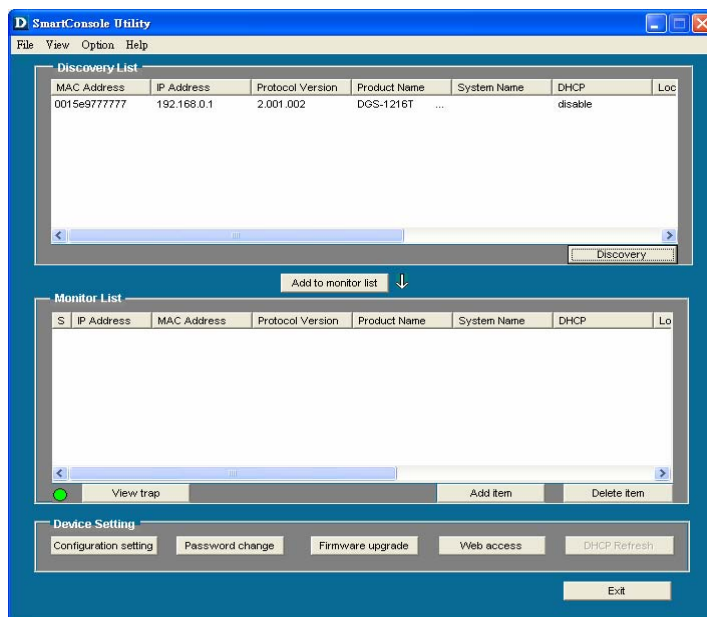 D SmartConsole Utility
File View Option Help
Discovery List
MAC Address IP Address Protocol Version Product Name System Name DHCP Loc
0015e9777777 192.168.0.1 2.001.002 DGS-1216T ... disable
Discovery
Add to monitor list
Monitor List
S IP Address MAC Address Protocol Version Product Name System Name DHCP Lo
View trap Add item Delete item
Device Setting
Configuration setting Password change Firmware upgrade Web access DHCP Refresh
Exit